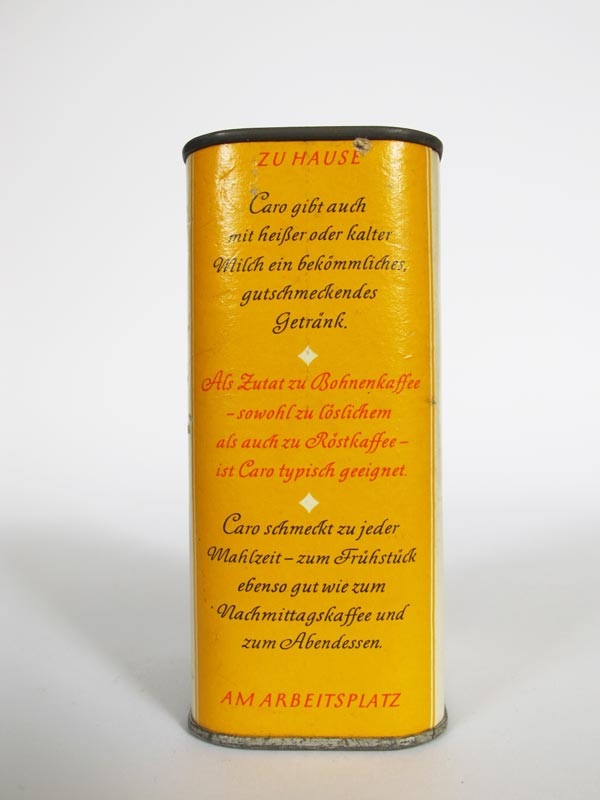 ZU HAUSE
Caro gibt auch
mit heißer oder kalter
Milch ein bekömmliches,
gutschmeckendes
Getränk.
Als Zutat zu Bohnenkaffee
– sowohl zu löslichem
als auch zu Röstkaffee –
ist Caro typisch geeignet.
Caro schmeckt zu jeder
Mahlzeit – zum Frühstück
ebenso gut wie zum
Nachmittagskaffee und
zum Abendessen.
AM ARBEITSPLATZ